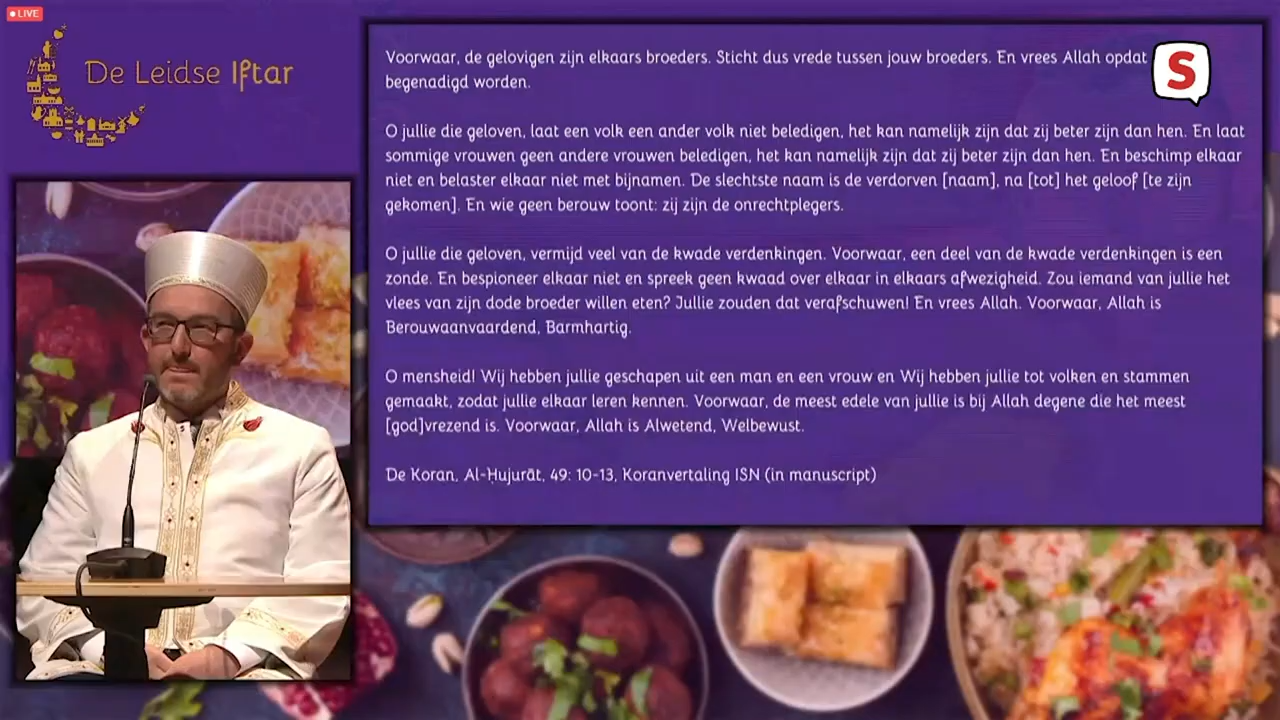 LIVE
De Leidse Iftar
S
Voorwaar, de gelovigen zijn elkaars broeders. Sticht dus vrede tussen jouw broeders. En vrees Allah opdat
begenadigd worden.
O jullie die geloven, laat een volk een ander volk niet beledigen, het kan namelijk zijn dat zij beter zijn dan hen. En laat
sommige vrouwen geen andere vrouwen beledigen, het kan namelijk zijn dat zij beter zijn dan hen. En beschimp elkaar
niet en belaster elkaar niet met bijnamen. De slechtste naam is de verdorven [naam], na [tot] het geloof [te zijn
gekomen]. En wie geen berouw toont: zij zijn de onrechtplegers.
O jullie die geloven, vermijd veel van de kwade verdenkingen. Voorwaar, een deel van de kwade verdenkingen is een
zonde. En bespioneer elkaar niet en spreek geen kwaad over elkaar in elkaars afwezigheid. Zou iemand van jullie het
vlees van zijn dode broeder willen eten? Jullie zouden dat verafschuwen! En vrees Allah. Voorwaar, Allah is
Berouwaanvaardend, Barmhartig.
O mensheid! Wij hebben jullie geschapen uit een man en een vrouw en Wij hebben jullie tot volken en stammen
gemaakt, zodat jullie elkaar leren kennen. Voorwaar, de meest edele van jullie is bij Allah degene die het meest
[god]vrezend is. Voorwaar, Allah is Alwetend, Welbewust.
De Koran, Al-Ḥujurāt, 49: 10-13, Koranvertaling ISN (in manuscript)